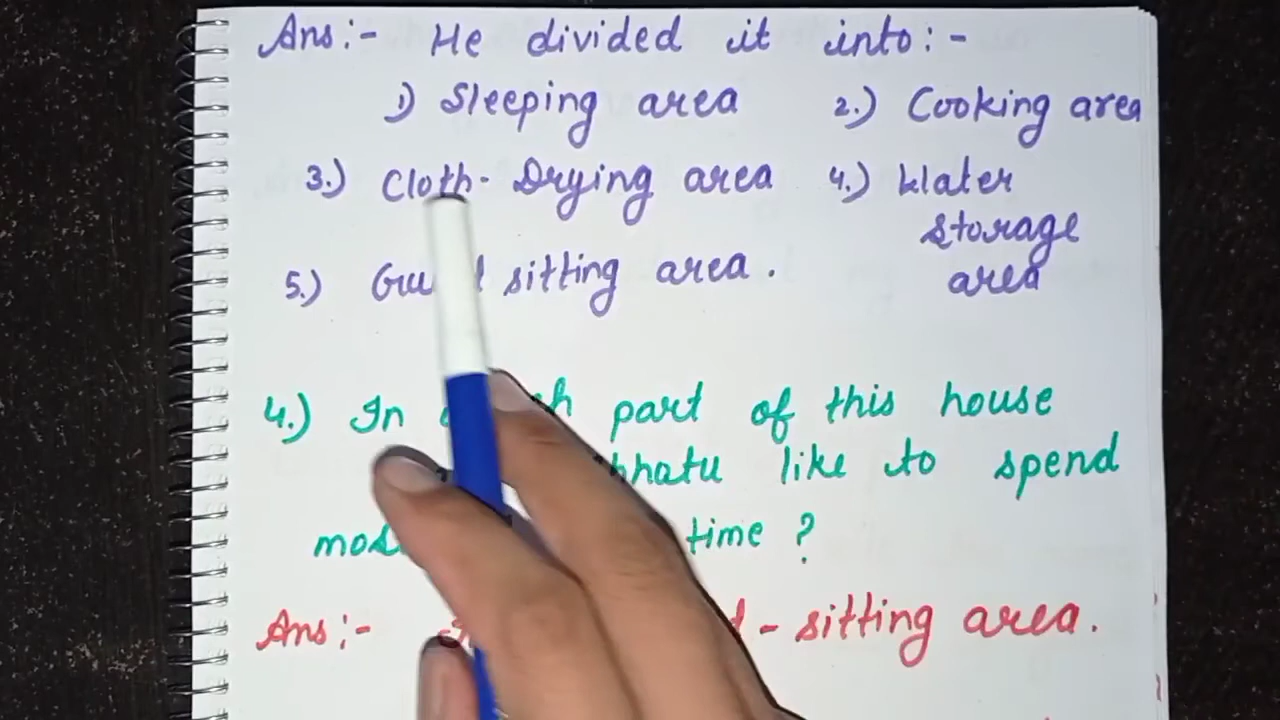 Ans:- He divided it into:-
1) Sleeping area 2.) Cooking area
3.) Cloth-Drying area 4.) Water
storage
5.) sitting area. area
4.) In part of this house
like to spend
time ?
Ans:- - sitting area.